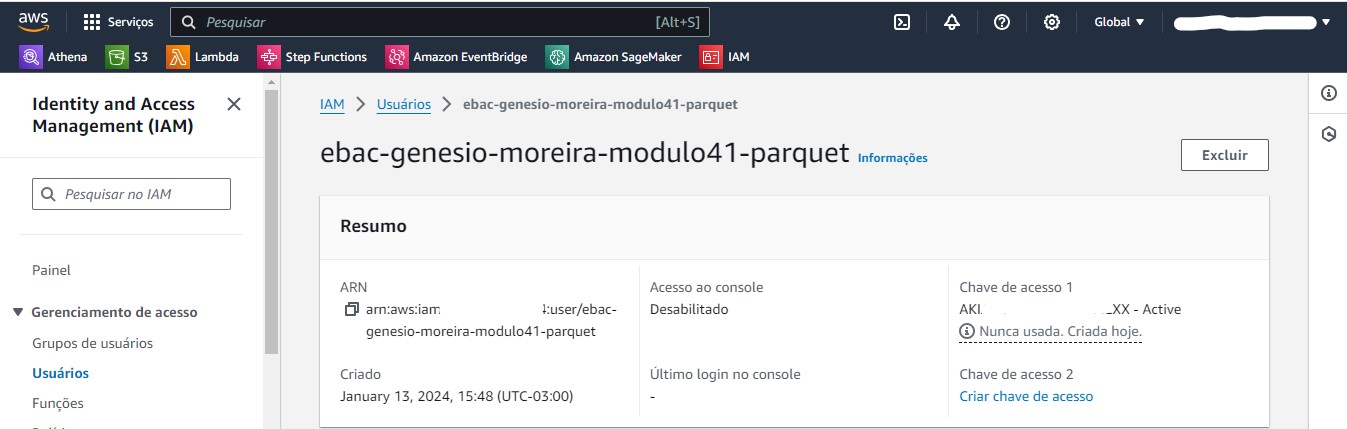 aws
Serviços
Pesquisar
[Alt+S]
Global
Athena
S3
Lambda
Step Functions
Amazon EventBridge
Amazon SageMaker
IAM
Identity and Access
Management (IAM)
Pesquisar no IAM
Painel
Gerenciamento de acesso
Grupos de usuários
Usuários
Funções
IAM
Usuários
ebac-genesio-moreira-modulo41-parquet
ebac-genesio-moreira-modulo41-parquet Informações
Excluir
Resumo
ARN
arn:aws:iam :user/ebac-
genesio-moreira-modulo41-parquet
Criado
January 13, 2024, 15:48 (UTC-03:00)
Acesso ao console
Desabilitado
Último login no console
-
Chave de acesso 1
AKI XX - Active
Nunca usada. Criada hoje.
Chave de acesso 2
Criar chave de acesso